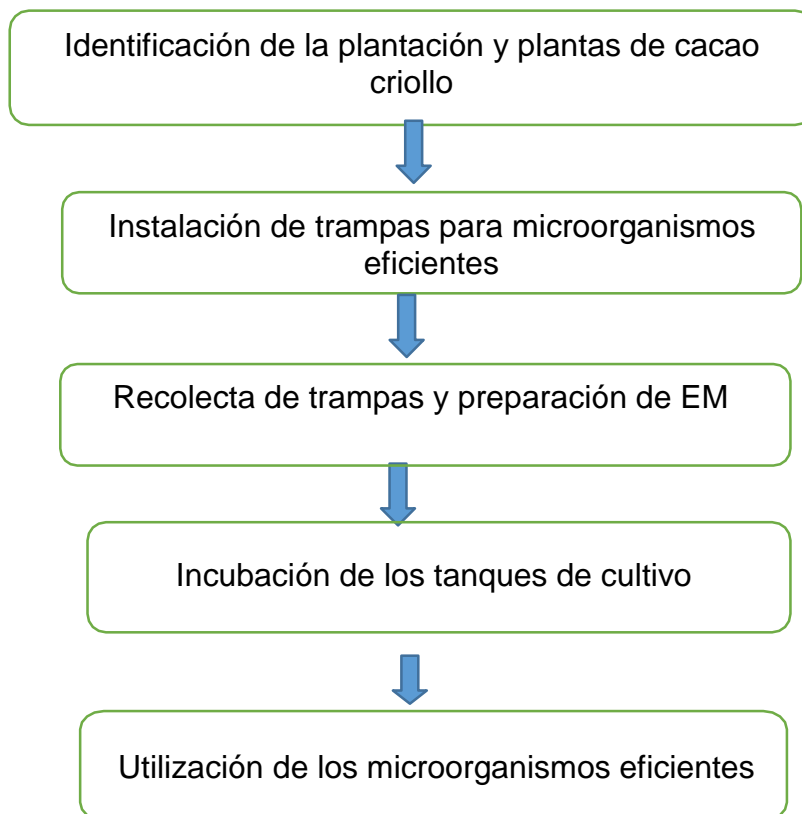 Identificación de la plantación y plantas de cacao
criollo
Instalación de trampas para microorganismos
eficientes
Recolecta de trampas y preparación de EM
Incubación de los tanques de cultivo
Utilización de los microorganismos eficientes